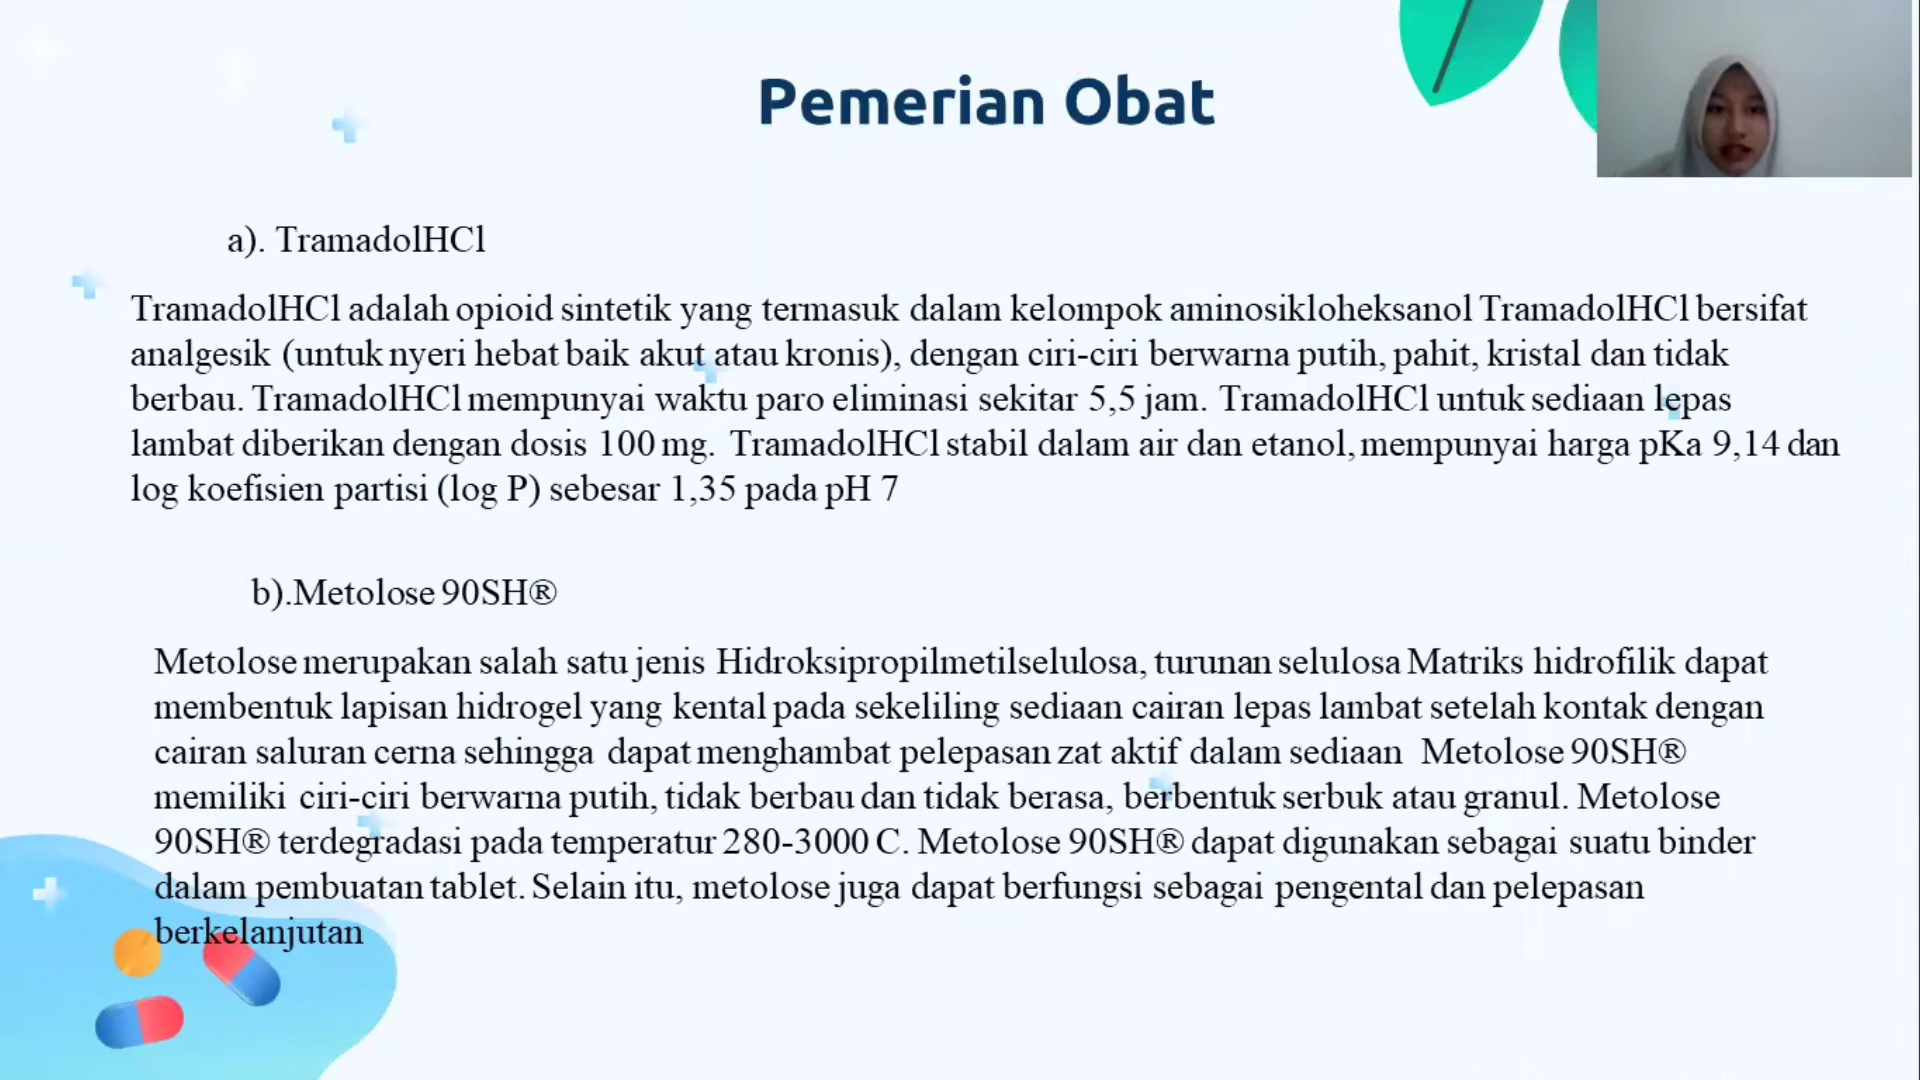 Pemerian Obat
a). TramadolHCl
TramadolHCl adalah opioid sintetik yang termasuk dalam kelompok aminosikloheksanol TramadolHCl bersifat
analgesik (untuk nyeri hebat baik akut atau kronis), dengan ciri-ciri berwarna putih, pahit, kristal dan tidak
berbau. TramadolHCl mempunyai waktu paro eliminasi sekitar 5,5 jam. TramadolHCl untuk sediaan lepas
lambat diberikan dengan dosis 100 mg. TramadolHCl stabil dalam air dan etanol, mempunyai harga pKa 9,14 dan
log koefisien partisi (log P) sebesar 1,35 pada pH 7
b).Metolose 90SH®
Metolose merupakan salah satu jenis Hidroksipropilmetilselulosa, turunan selulosa Matriks hidrofilik dapat
membentuk lapisan hidrogel yang kental pada sekeliling sediaan cairan lepas lambat setelah kontak dengan
cairan saluran cerna sehingga dapat menghambat pelepasan zat aktif dalam sediaan Metolose 90SH®
memiliki ciri-ciri berwarna putih, tidak berbau dan tidak berasa, berbentuk serbuk atau granul. Metolose
90SH® terdegradasi pada temperatur 280-3000 C. Metolose 90SH® dapat digunakan sebagai suatu binder
dalam pembuatan tablet. Selain itu, metolose juga dapat berfungsi sebagai pengental dan pelepasan
berkelanjutan